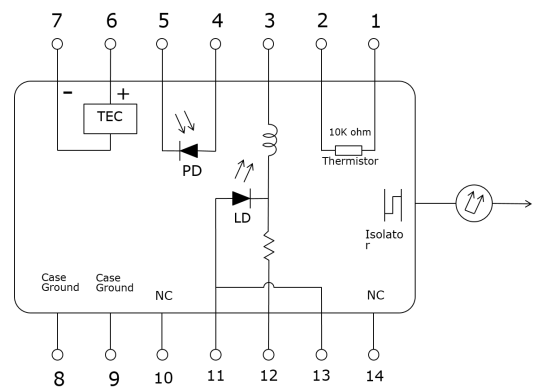 7 6 5 4 3 2 1
- +
TEC
10K ohm
Thermistor
PD
LD
Isolato
r
Case
Ground
Case
Ground
NC
NC
8 9 10 11 12 13 14